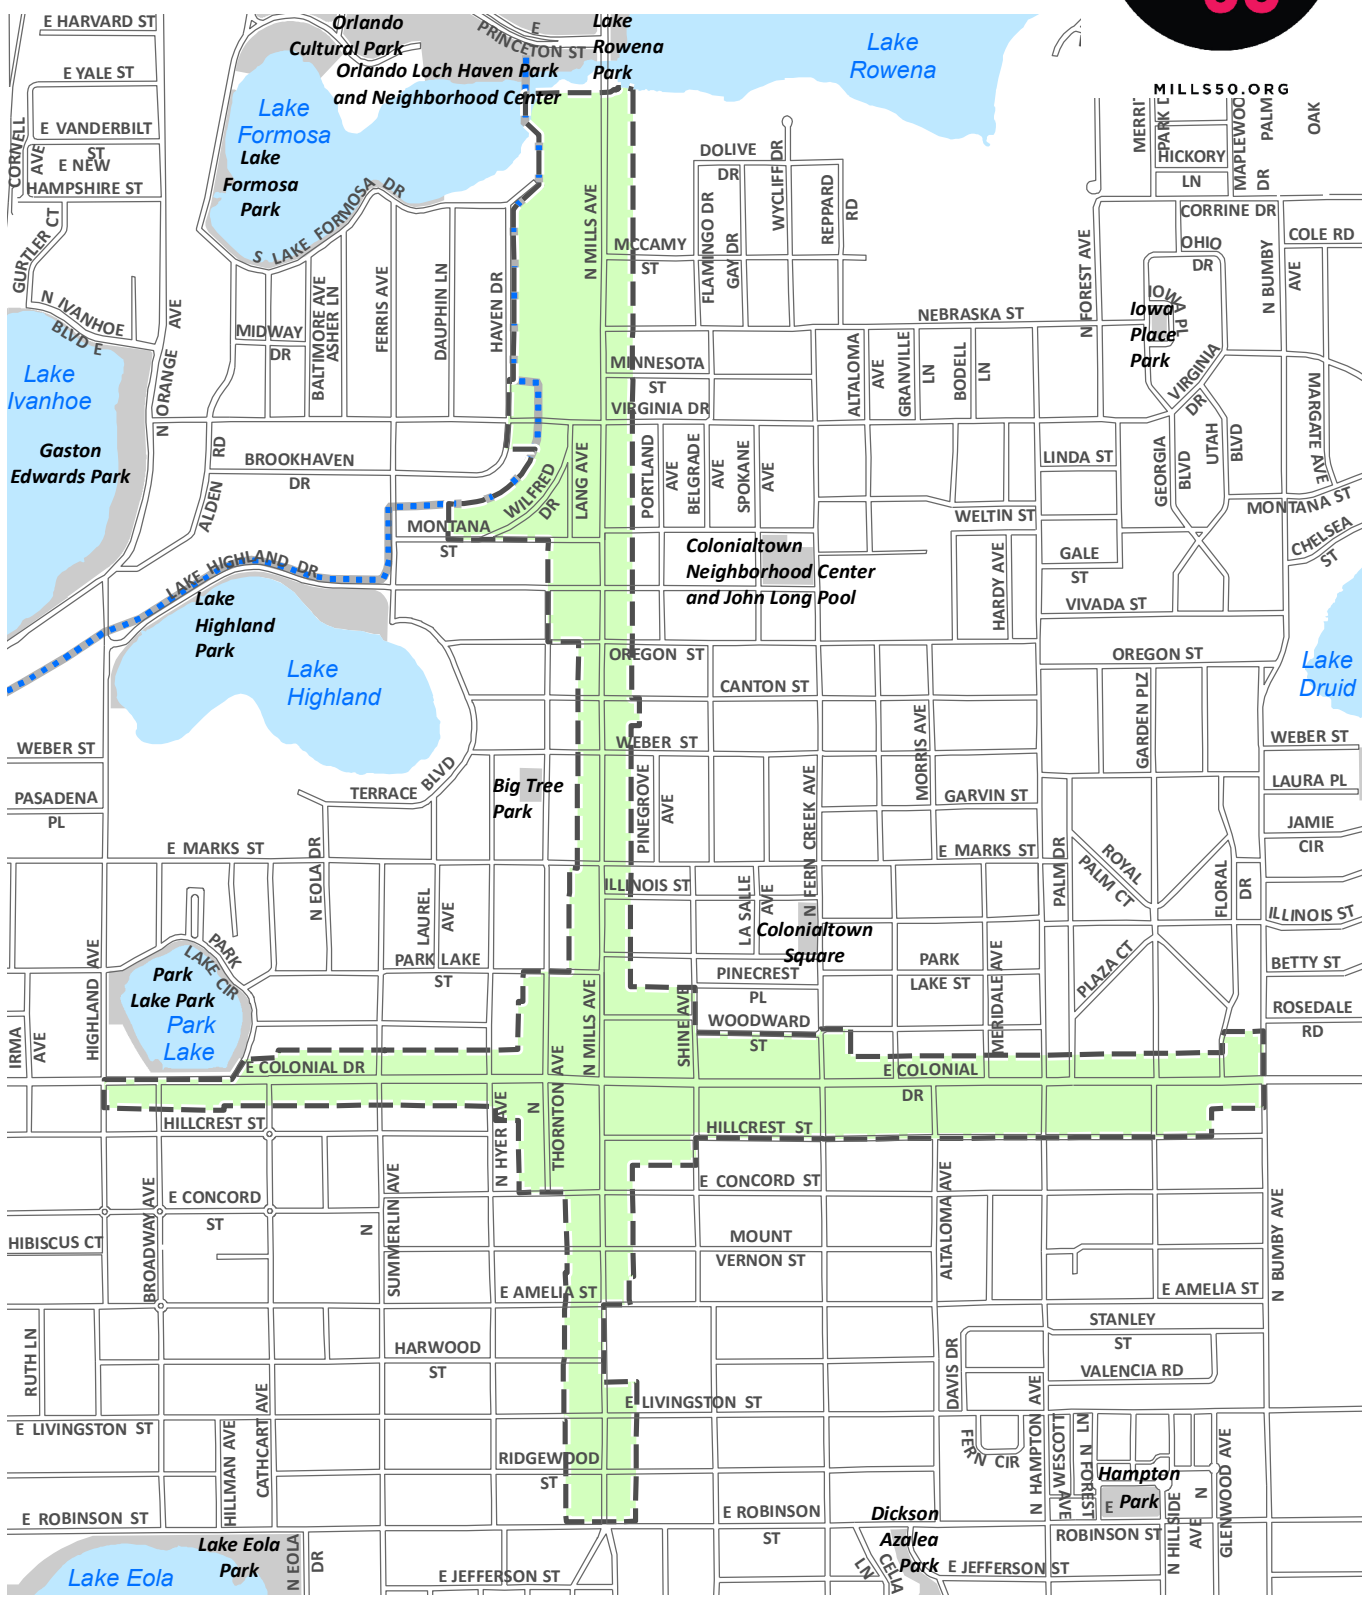 E HARVARD ST
Orlando
Cultural Park
E
PRINCETON ST
Lake
Rowena
Park
Lake
Rowena
MILLS50.ORG
E YALE ST
Orlando Loch Haven Park
and Neighborhood Center
Lake
Formosa
CORNELL
AVE
E VANDERBILT
ST
E NEW
HAMPSHIRE ST
Lake
Formosa
Park
S LAKE FORMOSA DR
DOLIVE
DR
WYCLIFF DR
REPPARD
RD
FLAMINGO DR
GAY DR
MCCAMY
ST
N MILLS AVE
HICKORY
LN
MAPLEWOOD
DR
PALM
OAK
CORRINE DR
COLE RD
OHIO
DR
IOWA PL
Iowa
Place
Park
N FOREST AVE
N BUMBY
AVE
GURTLER CT
N IVANHOE
BLVD E
N ORANGE
AVE
MIDWAY
DR
BALTIMORE AVE
ASHER LN
FERRIS AVE
DAUPHIN LN
HAVEN DR
NEBRASKA ST
MINNESOTA
ST
VIRGINIA DR
ALTALOMA
AVE
GRANVILLE
LN
BODELL
LN
VIRGINIA
DR
MARGATE AVE
Lake
Ivanhoe
Gaston
Edwards Park
ALDEN
RD
BROOKHAVEN
DR
WILFRED
DR
LANG AVE
PORTLAND
AVE
BELGRADE
AVE
SPOKANE
AVE
LINDA ST
GEORGIA
BLVD
UTAH
BLVD
MONTANA
ST
WELTIN ST
MONTANA ST
CHELSEA
ST
LAKE HIGHLAND DR
Lake
Highland
Park
Lake
Highland
Colonialtown
Neighborhood Center
and John Long Pool
HARDY AVE
GALE
ST
VIVADA ST
OREGON ST
OREGON ST
CANTON ST
GARDEN PLZ
Lake
Druid
WEBER ST
WEBER ST
WEBER ST
MORRIS AVE
LAURA PL
PASADENA
PL
TERRACE BLVD
Big Tree
Park
PINEGROVE
AVE
N FERN CREEK AVE
GARVIN ST
JAMIE
CIR
E MARKS ST
E MARKS ST
PALM DR
ROYAL
PALM CT
FLORAL
DR
N EOLA DR
LAUREL
AVE
ILLINOIS ST
LA SALLE
AVE
ILLINOIS ST
Colonialtown
Square
PARK
LAKE CIR
PARK LAKE
ST
PINECREST
PL
PARK
LAKE ST
PLAZA CT
BETTY ST
Park
Lake Park
Park
Lake
IRMA
AVE
HIGHLAND AVE
N MILLS AVE
SHINE AVE
WOODWARD
ST
MERIDALE AVE
ROSEDALE
RD
E COLONIAL DR
E COLONIAL
DR
N
THORNTON AVE
N HYER AVE
HILLCREST ST
HILLCREST ST
E CONCORD
ST
E CONCORD ST
BROADWAY AVE
N
SUMMERLIN AVE
HIBISCUS CT
MOUNT
VERNON ST
ALTALOMA AVE
N BUMBY AVE
E AMELIA ST
E AMELIA ST
STANLEY
ST
VALENCIA RD
RUTH LN
HARWOOD
ST
DAVIS DR
E LIVINGSTON ST
E LIVINGSTON ST
HILLMAN AVE
CATHCART AVE
RIDGEWOOD
ST
FERN CIR
N HAMPTON
AVE
WESCOTT
AVE
N FOREST
LN
Hampton
Park
E
ROBINSON ST
N HILLSIDE
AVE
N
GLENWOOD AVE
E ROBINSON ST
E ROBINSON
ST
Dickson
Azalea
Park
CELIA
LN
Lake Eola
Park
Lake Eola
N EOLA
DR
E JEFFERSON ST
E JEFFERSON ST